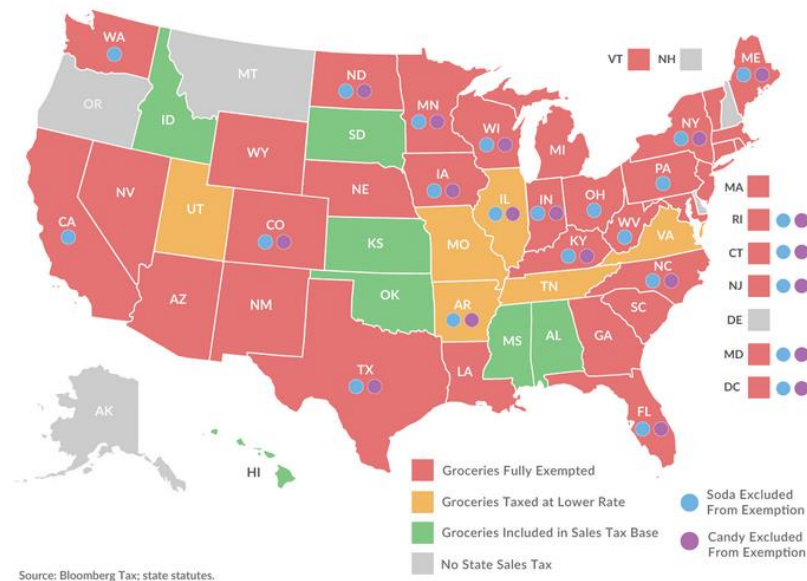 WA
MT
ND
MN
VT
NH
ME
OR
ID
SD
WI
MI
NY
WY
IA
PA
NE
MA
NV
UT
CO
IL
IN
OH
WV
RI
CA
KS
MO
KY
VA
CT
NC
NJ
AZ
NM
OK
AR
TN
SC
DE
MS
AL
GA
MD
TX
LA
DC
AK
FL
HI
Groceries Fully Exempted
Groceries Taxed at Lower Rate
Groceries Included in Sales Tax Base
No State Sales Tax
Soda Excluded
From Exemption
Candy Excluded
From Exemption
Source: Bloomberg Tax; state statutes.